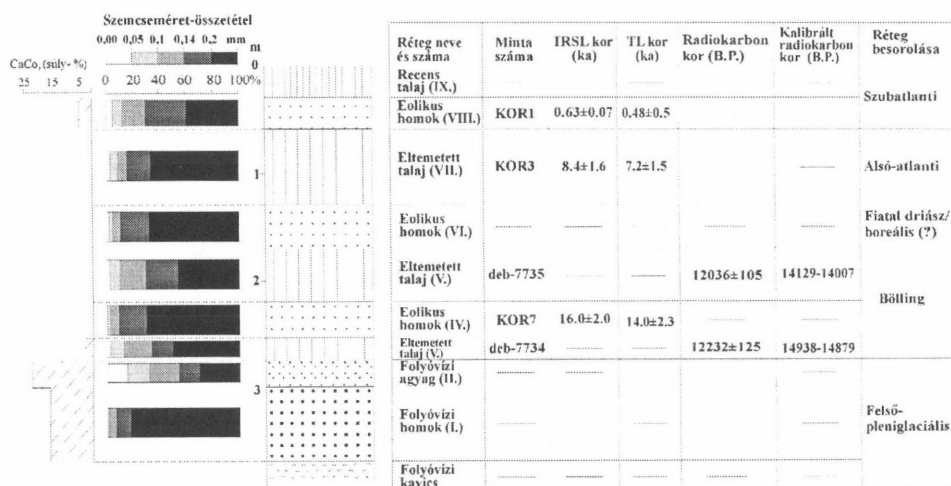 Szemcseméret-összetétel
0,00 0,05 0,1 0,14 0,2 mm
m
0
CaCo, (súly- %)
25 15 5
0 20 40 60 80 100%
1
2
3
Réteg neve és száma
Minta száma
IRSL kor (ka)
TL kor (ka)
Radiokarbon kor (B.P.)
Kalibrált radiokarbon kor (B.P.)
Réteg besorolása
Recens talaj (IX.)
Szubatlanti
Eolikus homok (VIII.) KOR1 0.63±0.07 0.48±0.5
Eltemetett talaj (VII.) KOR3 8.4±1.6 7.2±1.5
Alsó-atlanti
Eolikus homok (VI.)
Fiatal driász/ boreális (?)
Eltemetett talaj (V.) deb-7735 12036±105 14129-14007
Bölling
Eolikus homok (IV.) KOR7 16.0±2.0 14.0±2.3
Eltemetett talaj (V.) deb-7734 12232±125 14938-14879
Folyóvízi agyag (II.)
Folyóvízi homok (I.)
Felső- pleniglaciális
Folyóvízi kavics